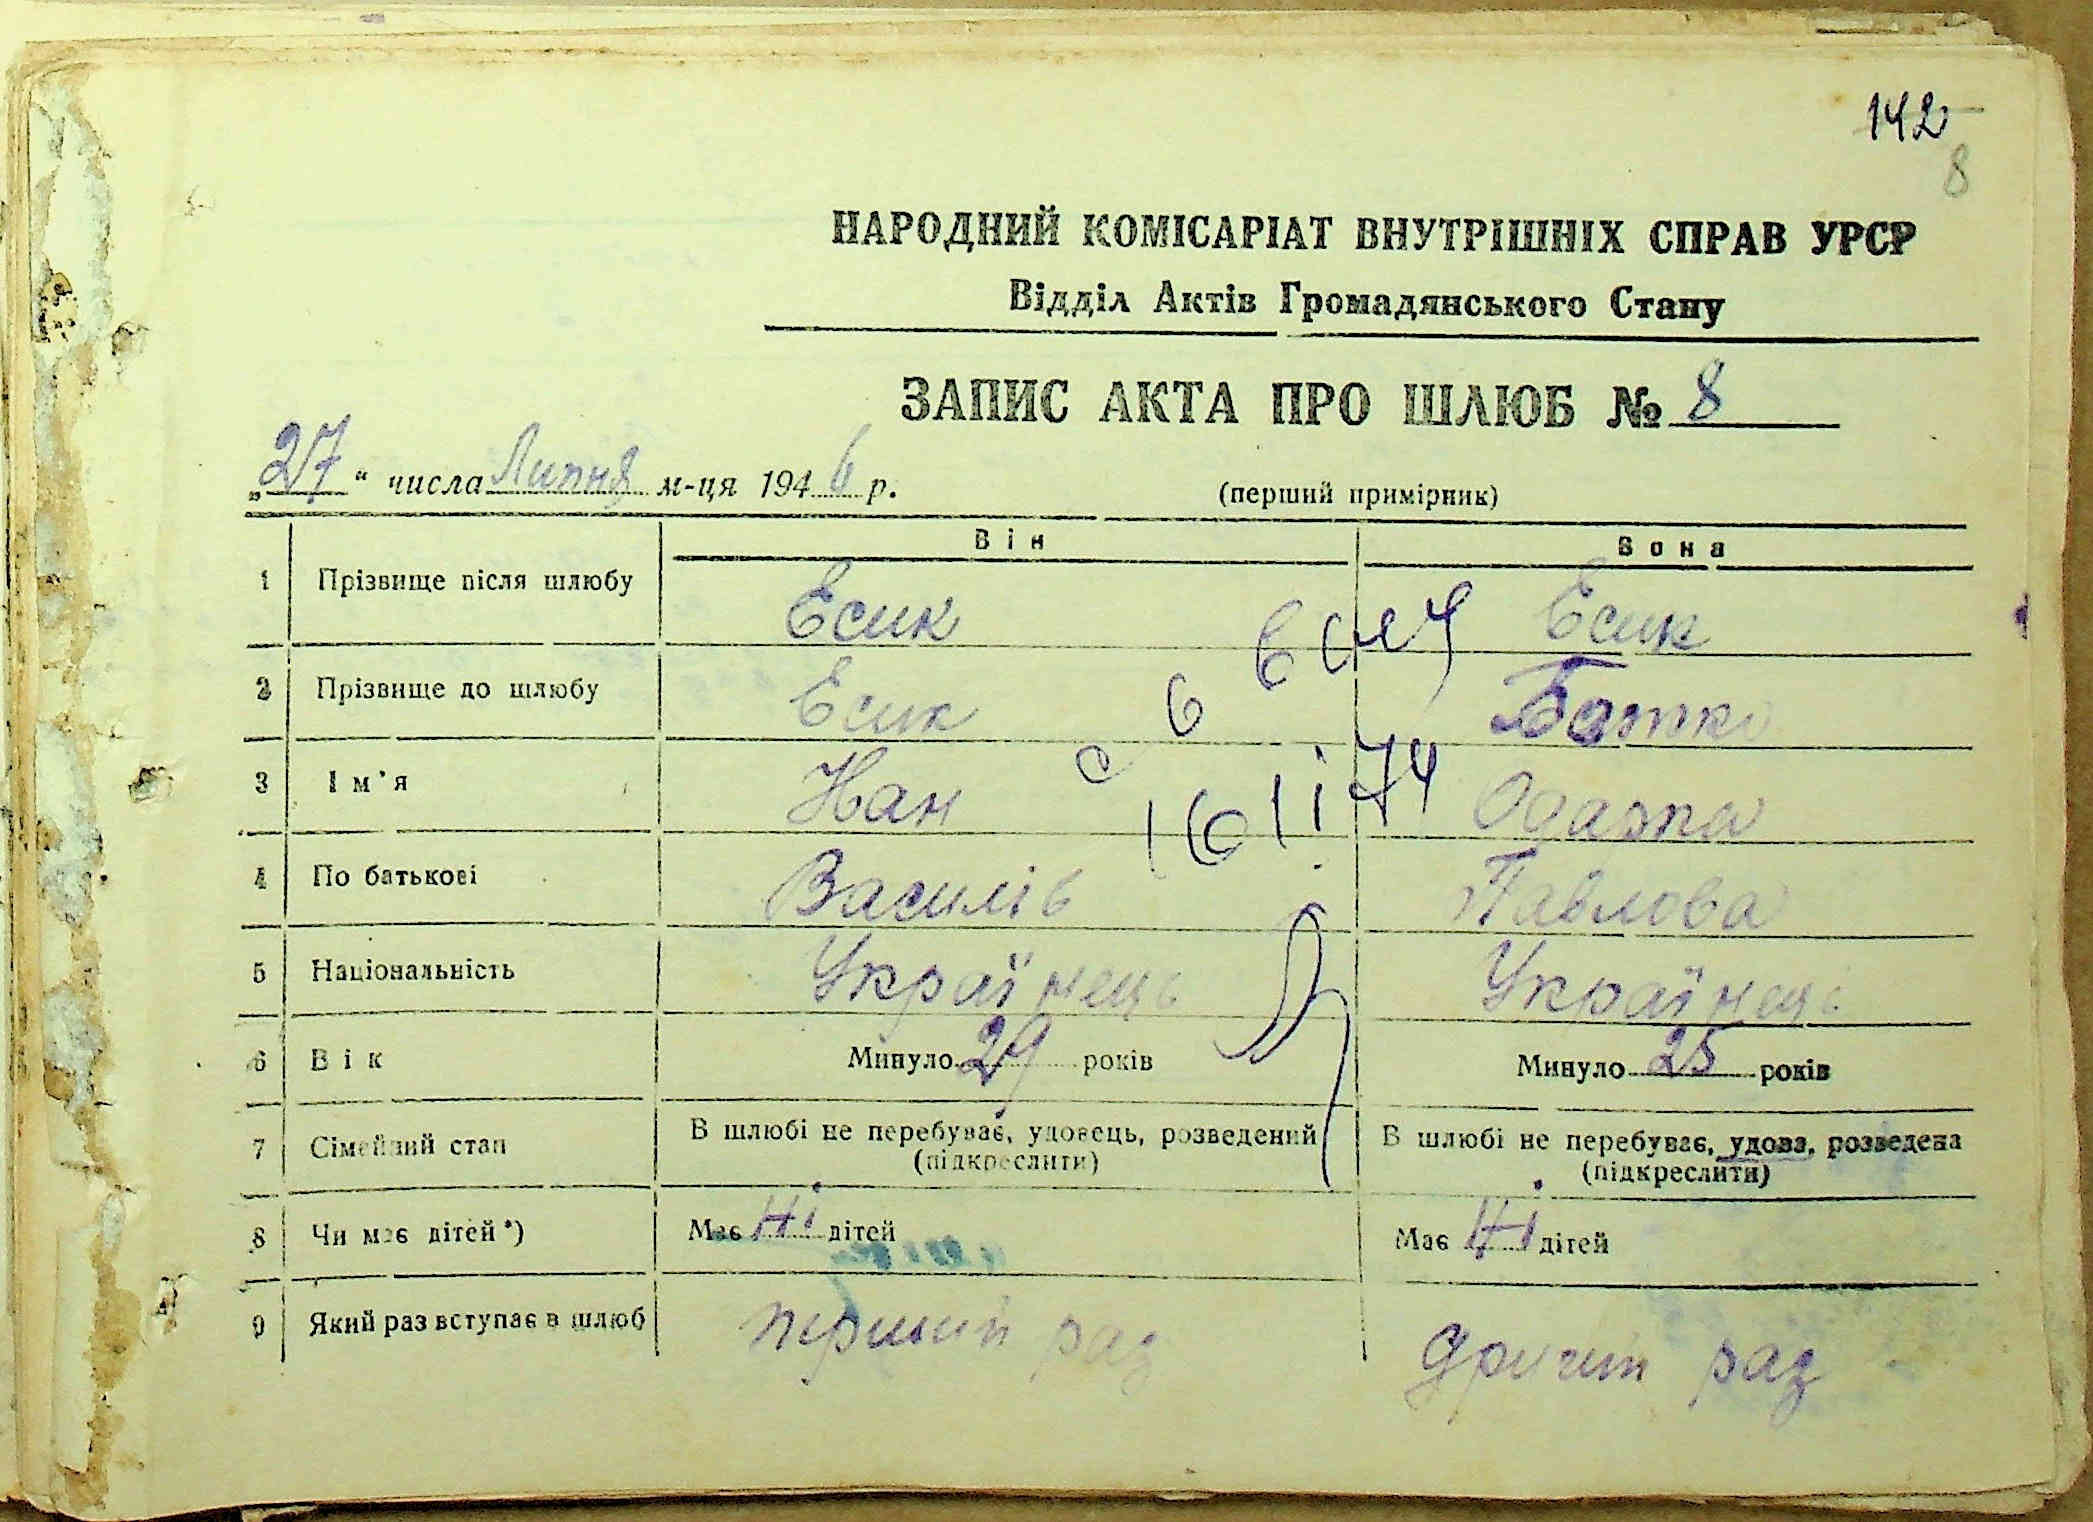 142
8
НАРОДНИЙ КОМІСАРІАТ ВНУТРІШНІХ СПРАВ УРСР
Відділ Актів Громадянського Стану
ЗАПИС АКТА ПРО ШЛЮБ № 8
„27“ числа Липня м-ця 1946 р. (перший примірник)
Він Вона
1 Прізвище після шлюбу Есик Есик
2 Прізвище до шлюбу Есик
3 Ім'я Іван
4 По батькові Василів Павлова
5 Національність Українець Українець
6 Вік Минуло 29 років Минуло 25 років
7 Сімейний стан В шлюбі не перебуває, удовець, розведений В шлюбі не перебуває, удова, розведена
(підкреслити) (підкреслити)
8 Чи має дітей*) Має Ні дітей Має Ні дітей
9 Який раз вступає в шлюб перший раз другий раз